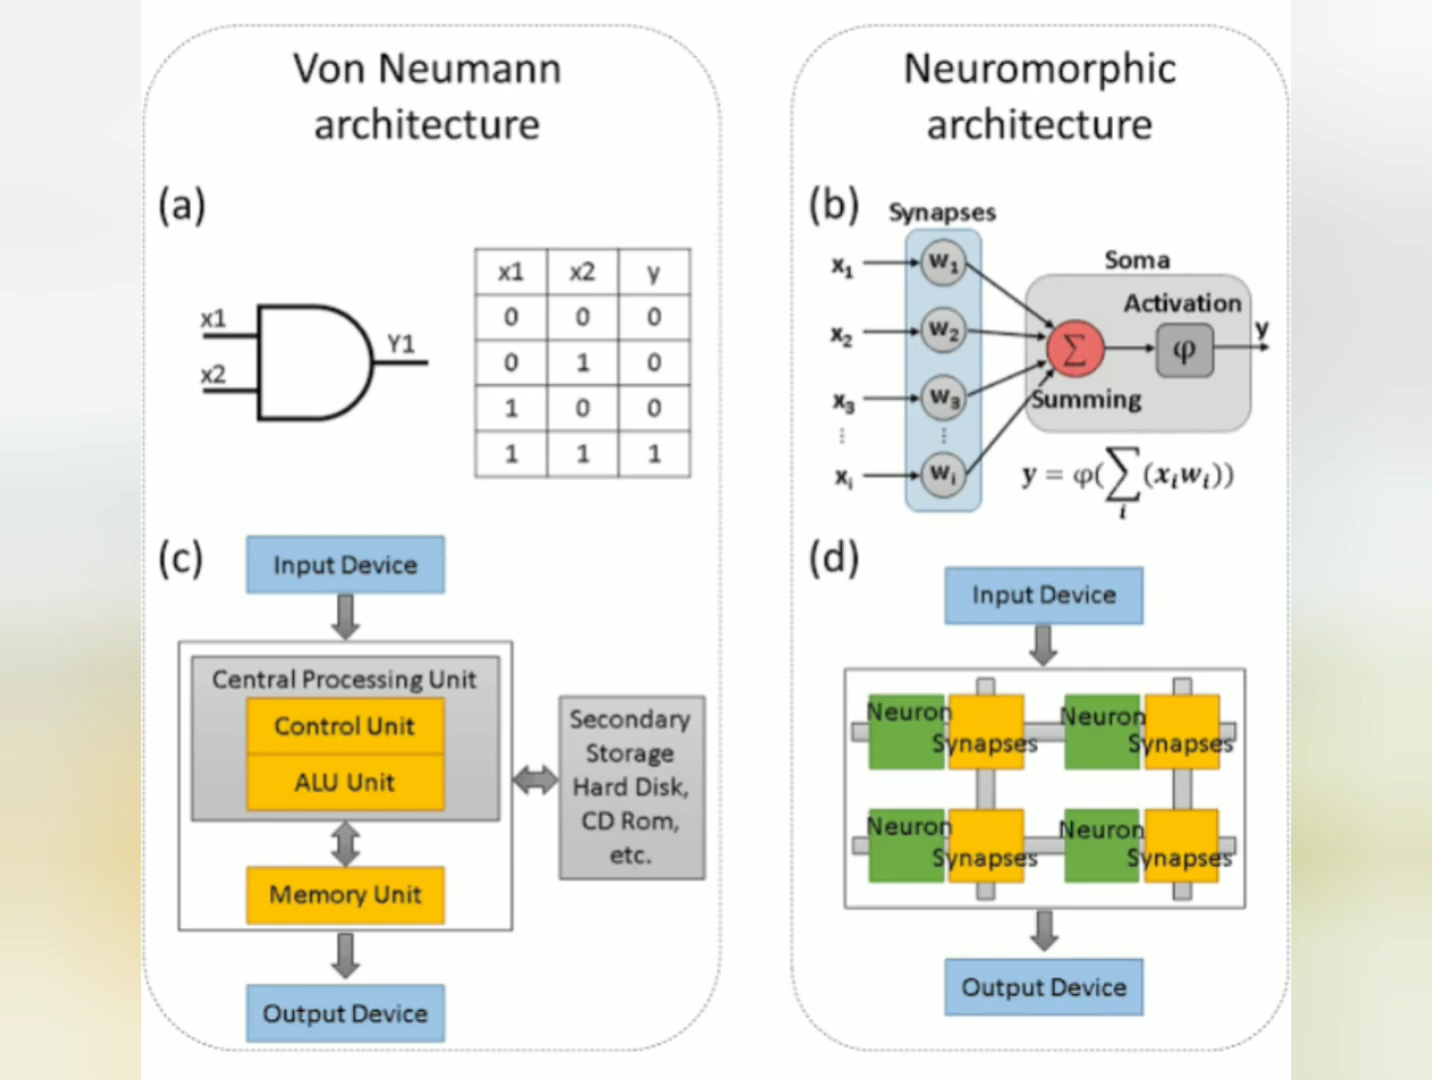 Von Neumann
architecture
(a)
x1
x2
Y1
x1 x2 y
0 0 0
0 1 0
1 0 0
1 1 1
(c)
Input Device
Central Processing Unit
Control Unit
ALU Unit
Memory Unit
Output Device
Secondary
Storage
Hard Disk,
CD Rom,
etc.
Neuromorphic
architecture
(b)
Synapses
x₁ w₁
x₂ w₂
x₃ w₃
⋮ ⋮
xᵢ wᵢ
Soma
Activation
Σ φ y
Summing
y = φ(∑ᵢ(xᵢwᵢ))
(d)
Input Device
Neuron Synapses Neuron Synapses
Neuron Synapses Neuron Synapses
Output Device